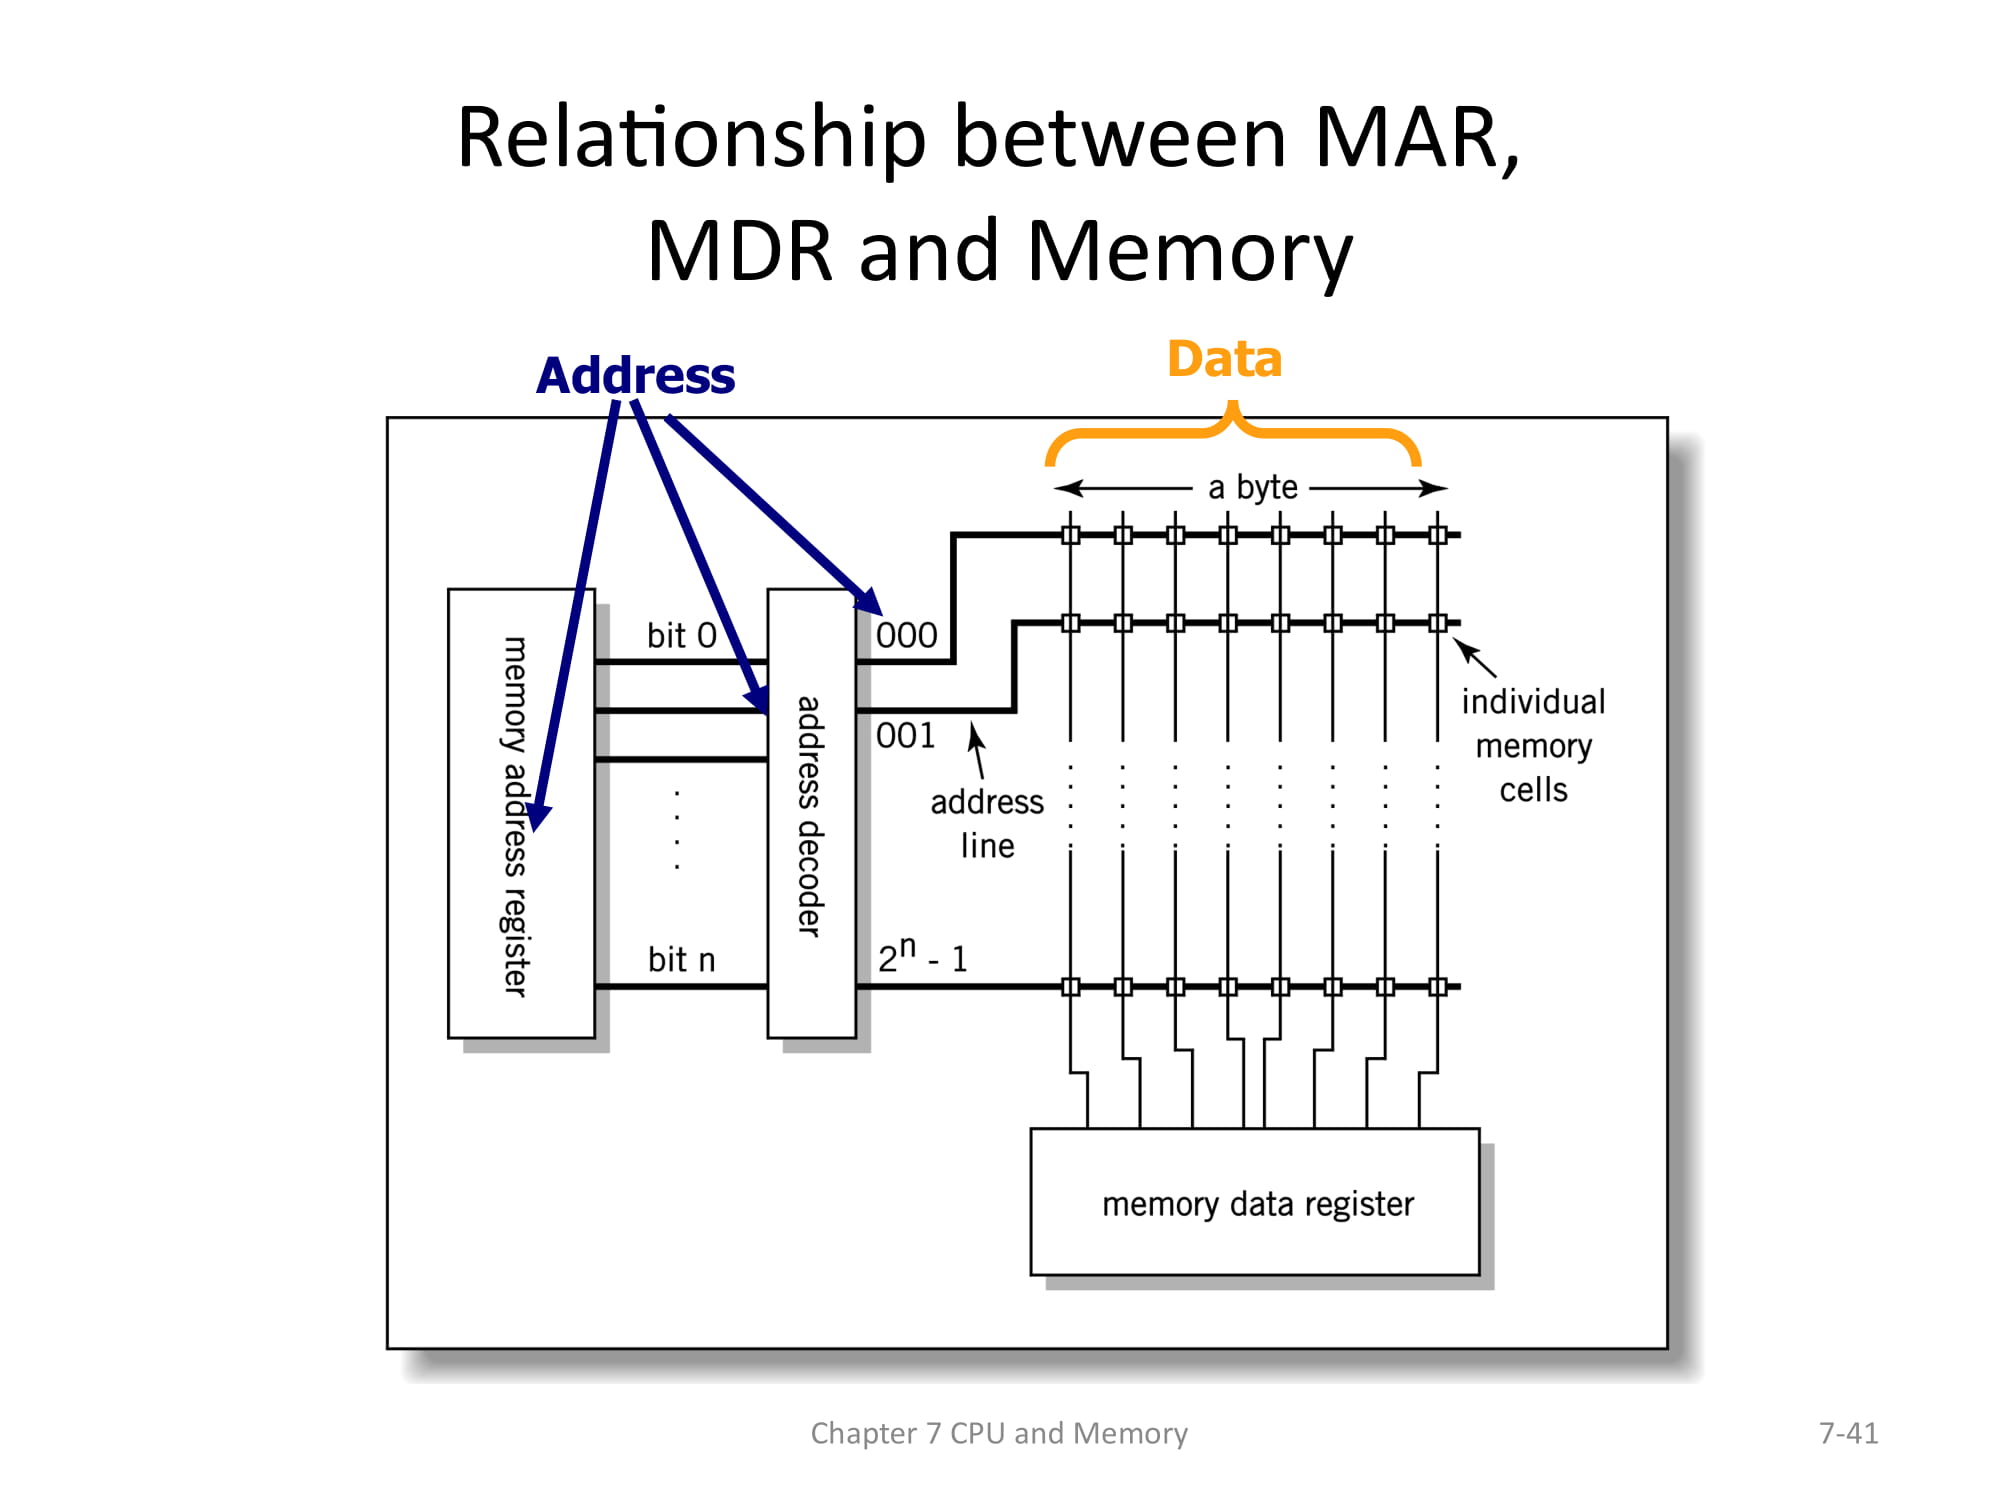 Relationship between MAR,
MDR and Memory
Address
Data
a byte
bit 0
000
001
address
line
individual
memory
cells
memory address register
address decoder
bit n
2ⁿ - 1
memory data register
Chapter 7 CPU and Memory
7-41